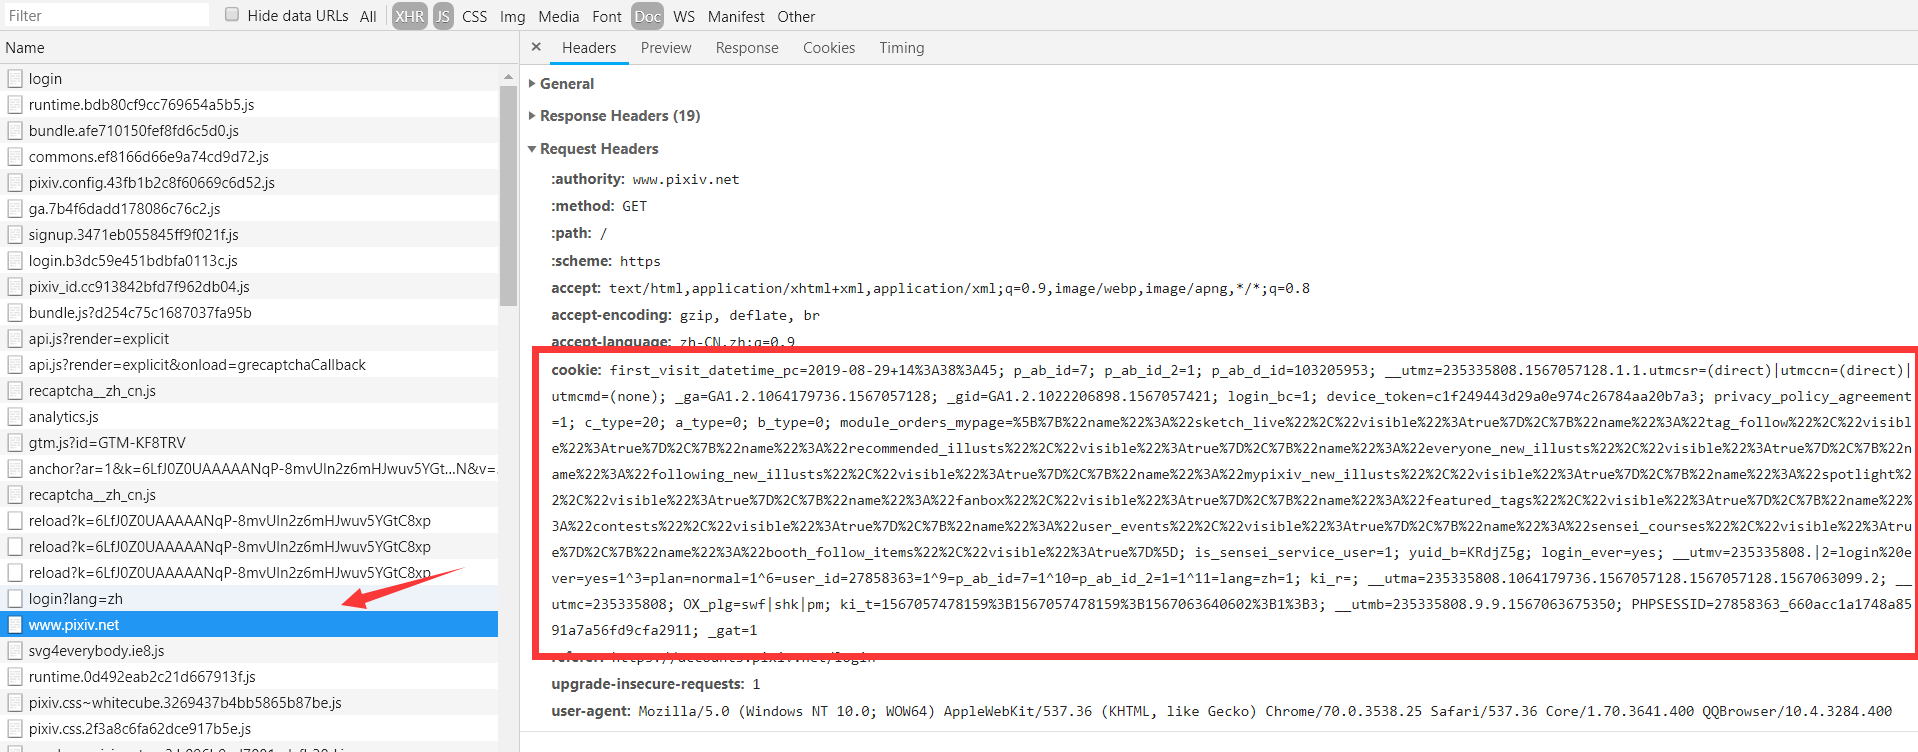 Filter Hide data URLs All XHR JS CSS Img Media Font Doc WS Manifest Other
Name
login
runtime.bdb80cf9cc769654a5b5.js
bundle.afe710150fef8fd6c5d0.js
commons.ef8166d66e9a74cd9d72.js
pixiv.config.43fb1b2c8f60669c6d52.js
ga.7b4f6dadd178086c76c2.js
signup.3471eb055845ff9f021f.js
login.b3dc59e451bdbfa0113c.js
pixiv_id.cc913842bfd7f962db04.js
bundle.js?d254c75c1687037fa95b
api.js?render=explicit
api.js?render=explicit&onload=grecaptchaCallback
recaptcha__zh_cn.js
analytics.js
gtm.js?id=GTM-KF8TRV
anchor?ar=1&k=6LfJ0Z0UAAAAANqP-8mvUIn2z6mHJwuv5YGt...N&v=.
recaptcha__zh_cn.js
reload?k=6LfJ0Z0UAAAAANqP-8mvUIn2z6mHJwuv5YGtC8xp
reload?k=6LfJ0Z0UAAAAANqP-8mvUIn2z6mHJwuv5YGtC8xp
reload?k=6LfJ0Z0UAAAAANqP-8mvUIn2z6mHJwuv5YGtC8xp
login?lang=zh
www.pixiv.net
svg4everybody.ie8.js
runtime.0d492eab2c21d667913f.js
pixiv.css~whitecube.3269437b4bb5865b87be.js
pixiv.css.2f3a8c6fa62dce917b5e.js
× Headers Preview Response Cookies Timing
General
Response Headers (19)
Request Headers
:authority: www.pixiv.net
:method: GET
:path: /
:scheme: https
accept: text/html,application/xhtml+xml,application/xml;q=0.9,image/webp,image/apng,*/*;q=0.8
accept-encoding: gzip, deflate, br
accept-language: zh-CN,zh;q=0.9
cookie: first_visit_datetime_pc=2019-08-29+14%3A38%3A45; p_ab_id=7; p_ab_id_2=1; p_ab_d_id=103205953; __utmz=235335808.1567057128.1.1.utmcsr=(direct)|utmccn=(direct)|
utmcmd=(none); _ga=GA1.2.1064179736.1567057128; _gid=GA1.2.1022206898.1567057421; login_bc=1; device_token=c1f249443d29a0e974c26784aa20b7a3; privacy_policy_agreement
=1; c_type=20; a_type=0; b_type=0; module_orders_mypage=%5B%7B%22name%22%3A%22sketch_live%22%2C%22visible%22%3Atrue%7D%2C%7B%22name%22%3A%22tag_follow%22%2C%22visibl
e%22%3Atrue%7D%2C%7B%22name%22%3A%22recommended_illusts%22%2C%22visible%22%3Atrue%7D%2C%7B%22name%22%3A%22everyone_new_illusts%22%2C%22visible%22%3Atrue%7D%2C%7B%22n
ame%22%3A%22following_new_illusts%22%2C%22visible%22%3Atrue%7D%2C%7B%22name%22%3A%22mypixiv_new_illusts%22%2C%22visible%22%3Atrue%7D%2C%7B%22name%22%3A%22spotlight%2
2%2C%22visible%22%3Atrue%7D%2C%7B%22name%22%3A%22fanbox%22%2C%22visible%22%3Atrue%7D%2C%7B%22name%22%3A%22featured_tags%22%2C%22visible%22%3Atrue%7D%2C%7B%22name%22%
3A%22contests%22%2C%22visible%22%3Atrue%7D%2C%7B%22name%22%3A%22user_events%22%2C%22visible%22%3Atrue%7D%2C%7B%22name%22%3A%22sensei_courses%22%2C%22visible%22%3Atru
e%7D%2C%7B%22name%22%3A%22booth_follow_items%22%2C%22visible%22%3Atrue%7D%5D; is_sensei_service_user=1; yuid_b=KRdjZ5g; login_ever=yes; __utmv=235335808.|2=login%20e
ver=yes=1^3=plan=normal=1^6=user_id=27858363=1^9=p_ab_id=7=1^10=p_ab_id_2=1=1^11=lang=zh=1; ki_r=; __utma=235335808.1064179736.1567057128.1567057128.1567063099.2; __
utmc=235335808; OX_plg=swf|shk|pm; ki_t=1567057478159%3B1567057478159%3B1567063640602%3B1%3B3; __utmb=235335808.9.9.1567063675350; PHPSESSID=27858363_660acc1a1748a85
91a7a56fd9cfa2911; _gat=1
referer: https://accounts.pixiv.net/login
upgrade-insecure-requests: 1
user-agent: Mozilla/5.0 (Windows NT 10.0; WOW64) AppleWebKit/537.36 (KHTML, like Gecko) Chrome/70.0.3538.25 Safari/537.36 Core/1.70.3641.400 QQBrowser/10.4.3284.400